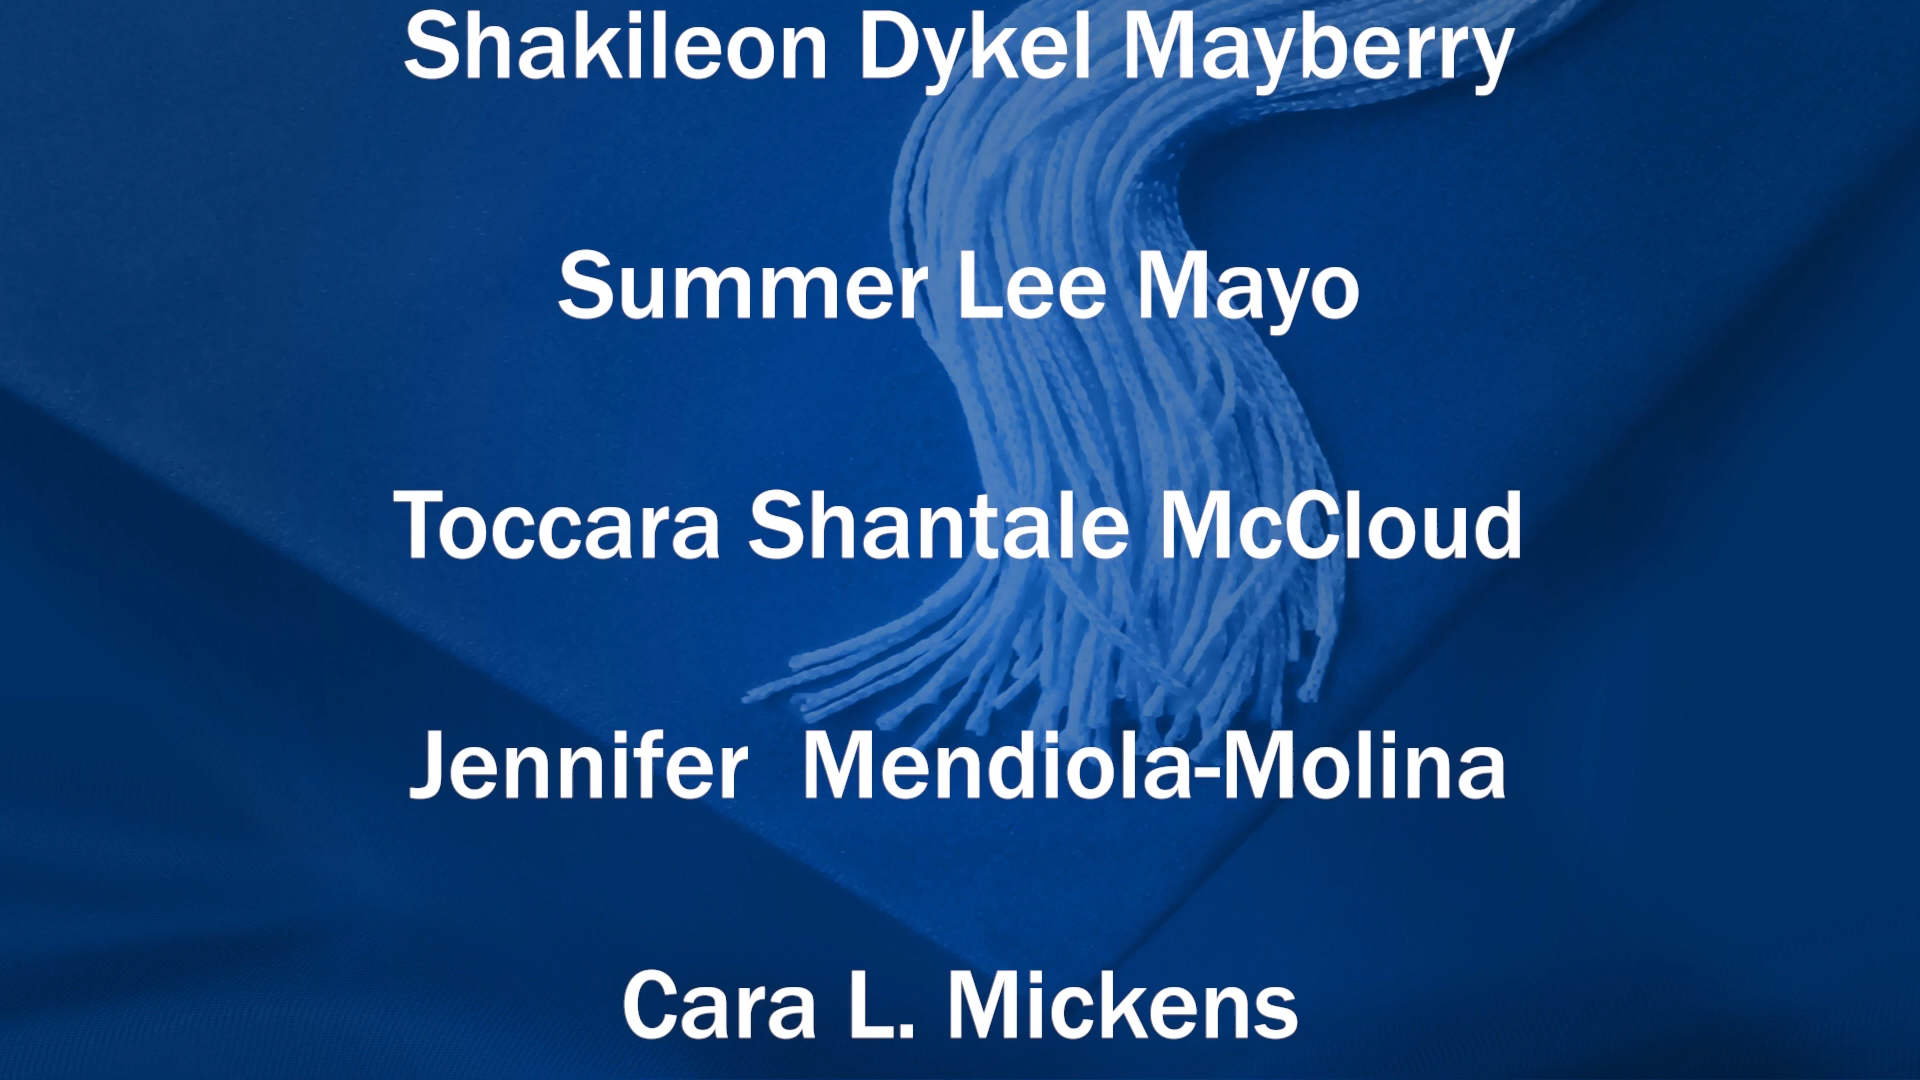 Shakileon Dykel Mayberry
Summer Lee Mayo
Toccara Shantale McCloud
Jennifer  Mendiola-Molina
Cara L. Mickens